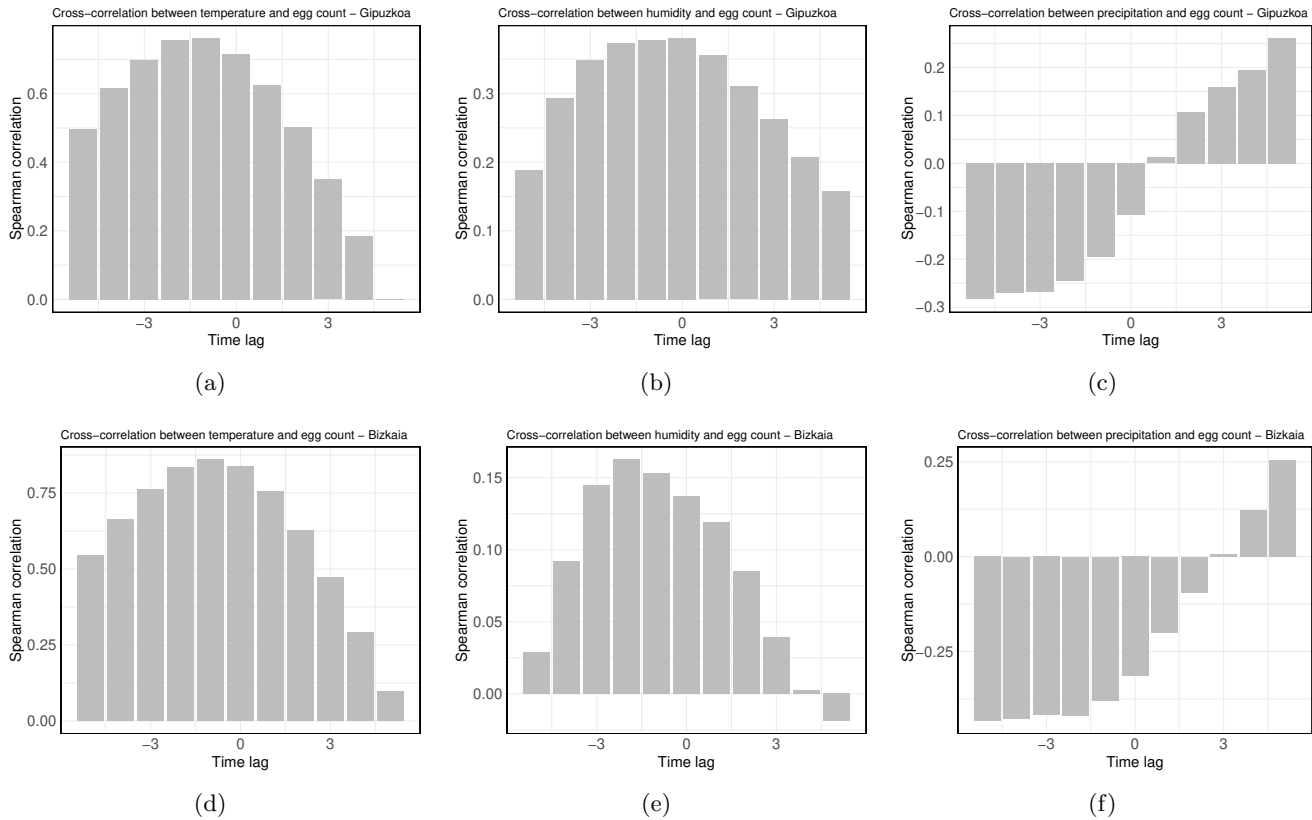 Cross−correlation between temperature and egg count − Gipuzkoa
Spearman correlation
0.6
0.4
0.2
0.0
−3 0 3
Time lag
(a)
Cross−correlation between humidity and egg count − Gipuzkoa
Spearman correlation
0.3
0.2
0.1
0.0
−3 0 3
Time lag
(b)
Cross−correlation between precipitation and egg count − Gipuzkoa
Spearman correlation
0.2
0.1
0.0
−0.1
−0.2
−0.3
−3 0 3
Time lag
(c)
Cross−correlation between temperature and egg count − Bizkaia
Spearman correlation
0.75
0.50
0.25
0.00
−3 0 3
Time lag
(d)
Cross−correlation between humidity and egg count − Bizkaia
Spearman correlation
0.15
0.10
0.05
0.00
−3 0 3
Time lag
(e)
Cross−correlation between precipitation and egg count − Bizkaia
Spearman correlation
0.25
0.00
−0.25
−3 0 3
Time lag
(f)